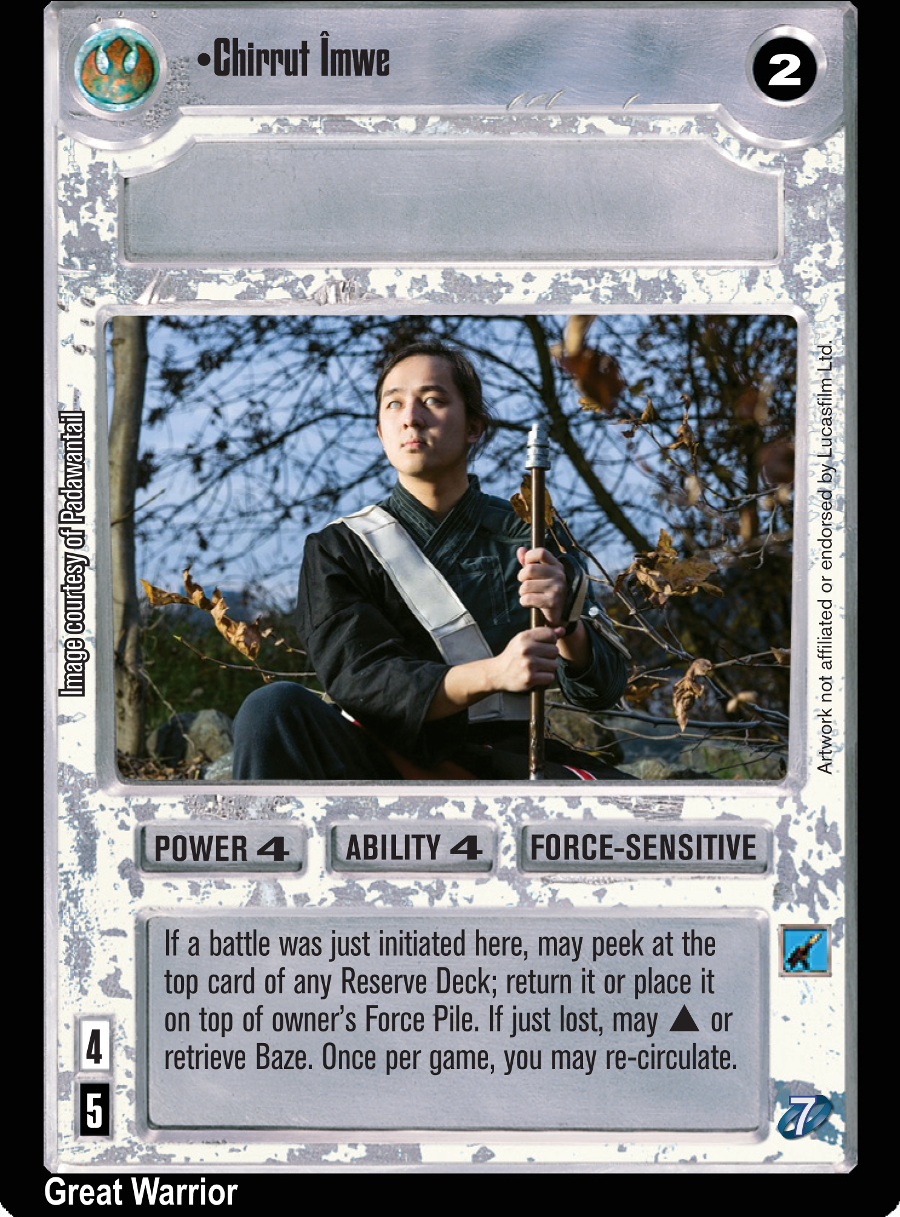 •Chirrut Îmwe
2
Image courtesy of Padawantail
Artwork not affiliated or endorsed by Lucasfilm Ltd.
POWER 4
ABILITY 4
FORCE-SENSITIVE
If a battle was just initiated here, may peek at the
top card of any Reserve Deck; return it or place it
on top of owner's Force Pile. If just lost, may ▲ or
retrieve Baze. Once per game, you may re-circulate.
4
5
7
Great Warrior